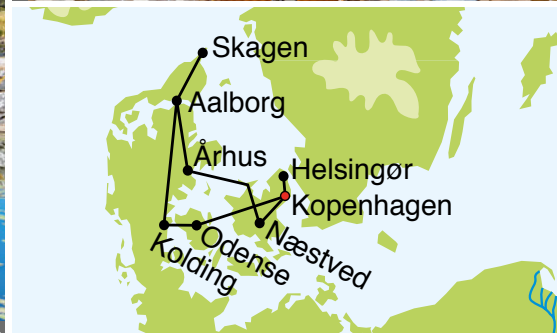 Skagen
Aalborg
Århus
Helsingør
Kopenhagen
Næstved
Odense
Kolding